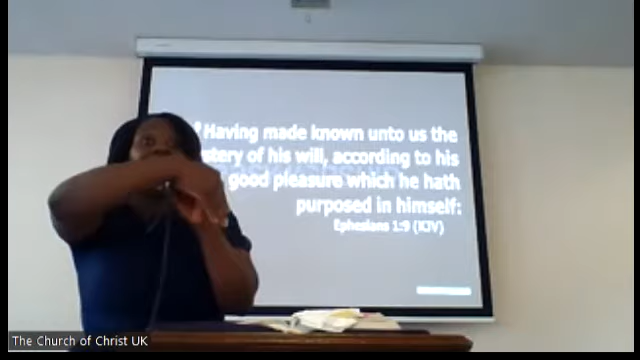 Having made known unto us the
stery of his will, according to his
good pleasure which he hath
purposed in himself:
Ephesians 1:9 (KJV)
The Church of Christ UK